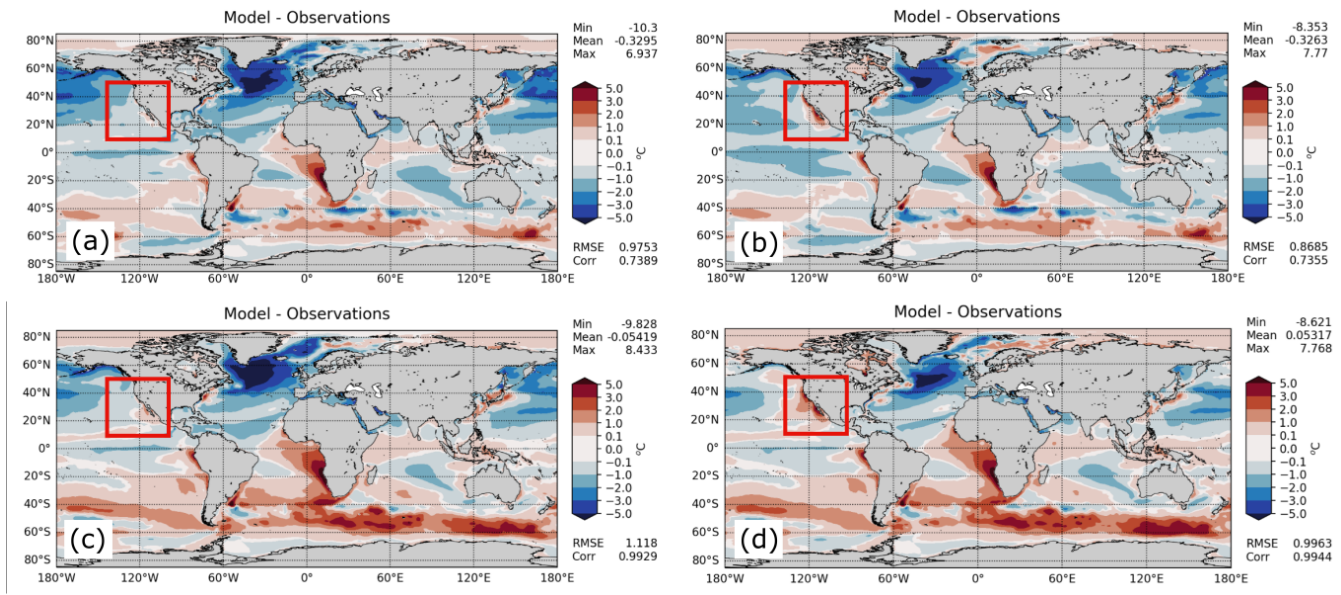 Model - Observations
Min -10.3
Mean -0.3295
Max 6.937
80°N
60°N
40°N
20°N
0°
20°S
40°S
60°S
80°S
(a)
5.0
3.0
2.0
1.0
0.1
-0.1
-1.0
-2.0
-3.0
-5.0
°C
RMSE 0.9753
Corr 0.7389
180°W 120°W 60°W 0° 60°E 120°E 180°E
Model - Observations
Min -8.353
Mean -0.3263
Max 7.77
80°N
60°N
40°N
20°N
0°
20°S
40°S
60°S
80°S
(b)
5.0
3.0
2.0
1.0
0.1
-0.1
-1.0
-2.0
-3.0
-5.0
°C
RMSE 0.8685
Corr 0.7355
180°W 120°W 60°W 0° 60°E 120°E 180°E
Model - Observations
Min -9.828
Mean -0.05419
Max 8.433
80°N
60°N
40°N
20°N
0°
20°S
40°S
60°S
80°S
(c)
5.0
3.0
2.0
1.0
0.1
-0.1
-1.0
-2.0
-3.0
-5.0
°C
RMSE 1.118
Corr 0.9929
180°W 120°W 60°W 0° 60°E 120°E 180°E
Model - Observations
Min -8.621
Mean 0.05317
Max 7.768
80°N
60°N
40°N
20°N
0°
20°S
40°S
60°S
80°S
(d)
5.0
3.0
2.0
1.0
0.1
-0.1
-1.0
-2.0
-3.0
-5.0
°C
RMSE 0.9963
Corr 0.9944
180°W 120°W 60°W 0° 60°E 120°E 180°E